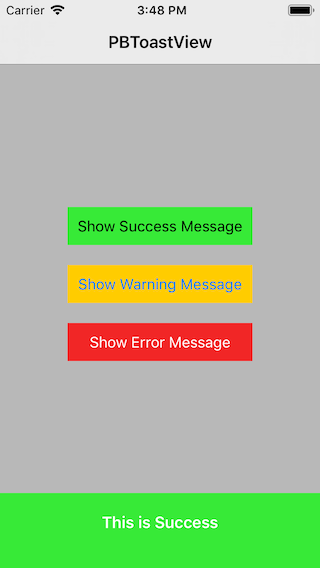 Carrier 3:48 PM
PBToastView
Show Success Message
Show Warning Message
Show Error Message
This is Success